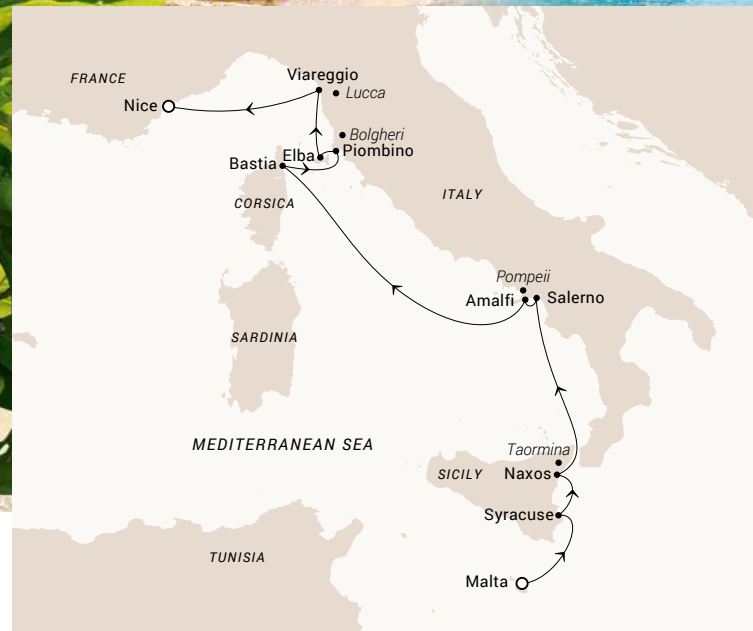 Viareggio
FRANCE
Lucca
Nice
Bolgheri
Piombino
Elba
Bastia
ITALY
CORSICA
Pompeii
Salerno
Amalfi
SARDINIA
MEDITERRANEAN SEA
Taormina
SICILY
Naxos
Syracuse
TUNISIA
Malta